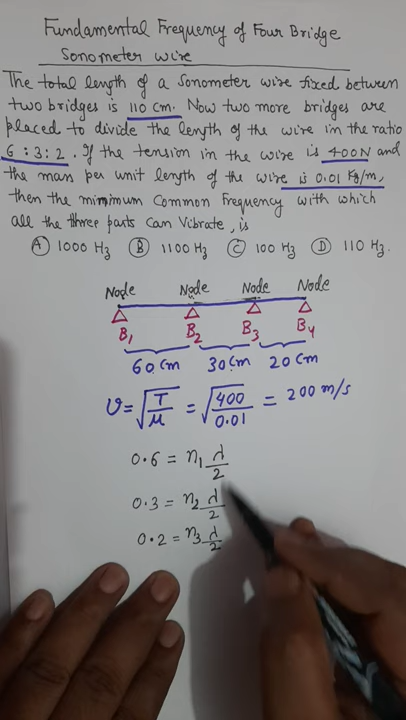 Fundamental Frequency of Four Bridge
Sonometer wire
The total length of a Sonometer wire fixed between
two bridges is 110 cm. Now two more bridges are
placed to divide the length of the wire in the ratio
6 : 3 : 2. If the tension in the wire is 400 N and
the mass per unit length of the wire is 0.01 Kg/m,
then the minimum Common Frequency with which
all the three parts Can Vibrate, is
(A) 1000 Hz (B) 1100 Hz (C) 100 Hz (D) 110 Hz.
Node Node Node Node
B1 B2 B3 B4
60 Cm 30 Cm 20 Cm
v = √(T/μ) = √(400/0.01) = 200 m/s
0.6 = n1 λ/2
0.3 = n2 λ/2
0.2 = n3 λ/2